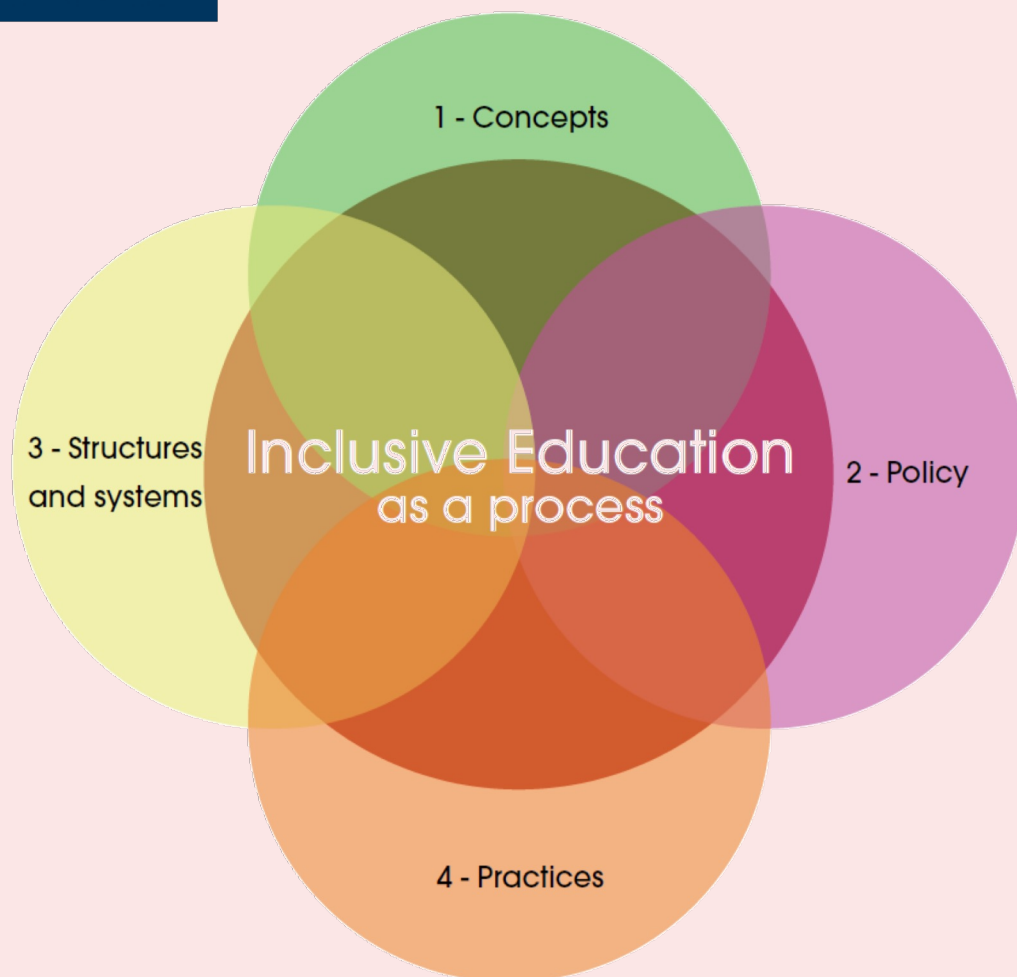 1 - Concepts
3 - Structures
and systems
Inclusive Education
as a process
2 - Policy
4 - Practices